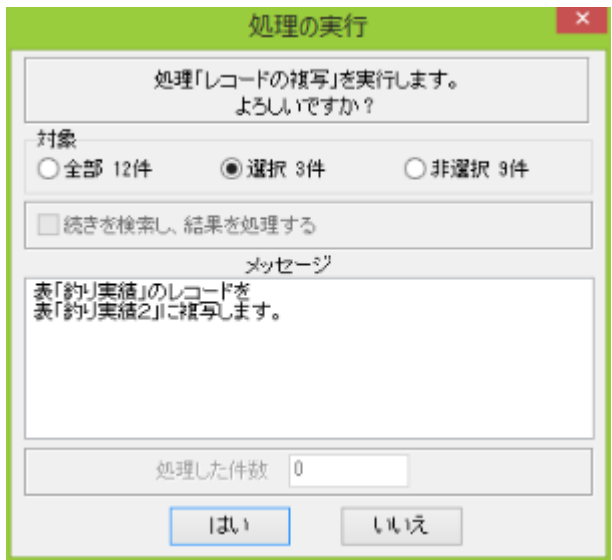 処理の実行
処理「レコードの複写」を実行します。
よろしいですか？
対象
全部 12件 選択 3件 非選択 9件
続きを検索し、結果を処理する
メッセージ
表「釣り実績」のレコードを
表「釣り実績2」に複写します。
処理した件数 0
はい いいえ